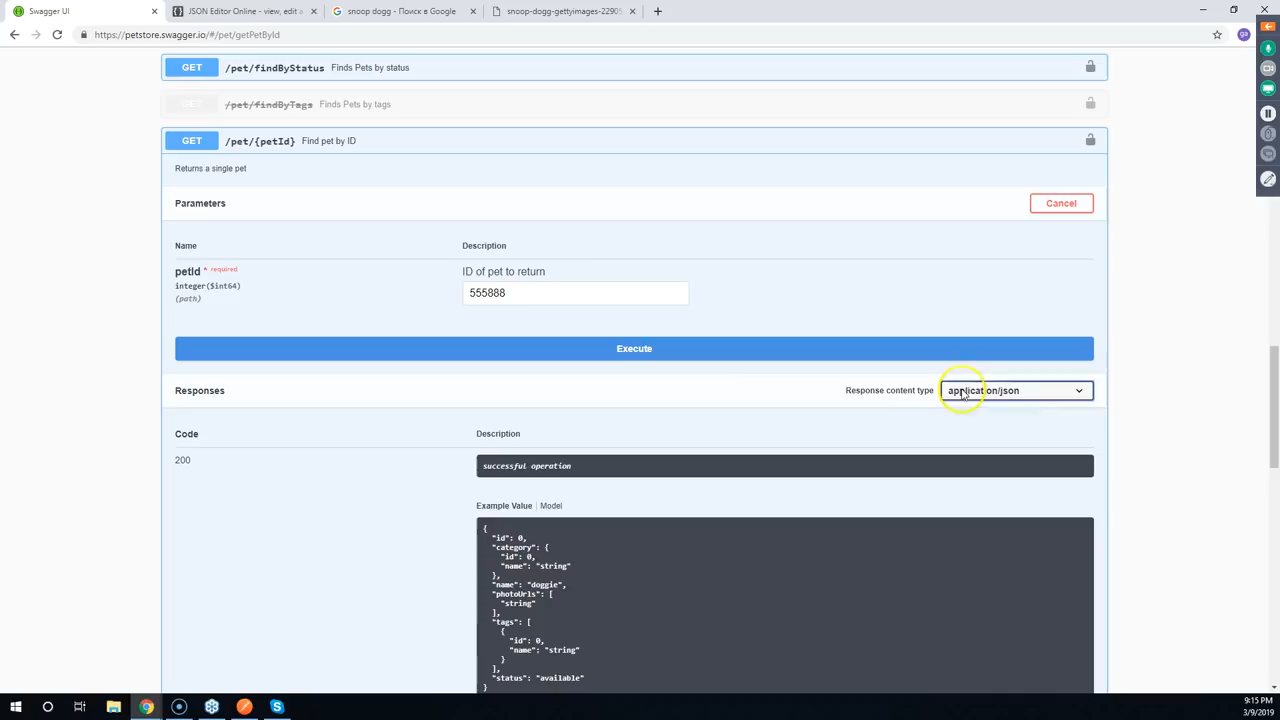 Swagger UI
JSON Editor Online - view, edit a
snoop dogg - Поиск в Google
snoop-dogg-gettyimages-22905
https://petstore.swagger.io/#/pet/getPetById
ga
GET /pet/findByStatus Finds Pets by status
GET /pet/findByTags Finds Pets by tags
GET /pet/{petId} Find pet by ID
Returns a single pet
Parameters
Cancel
Name Description
petId * required
integer($int64)
(path)
ID of pet to return
555888
Execute
Responses
Response content type application/json
Code Description
200
successful operation
Example Value | Model
{
"id": 0,
"category": {
"id": 0,
"name": "string"
},
"name": "doggie",
"photoUrls": [
"string"
],
"tags": [
{
"id": 0,
"name": "string"
}
],
"status": "available"
}
9:15 PM
3/9/2019